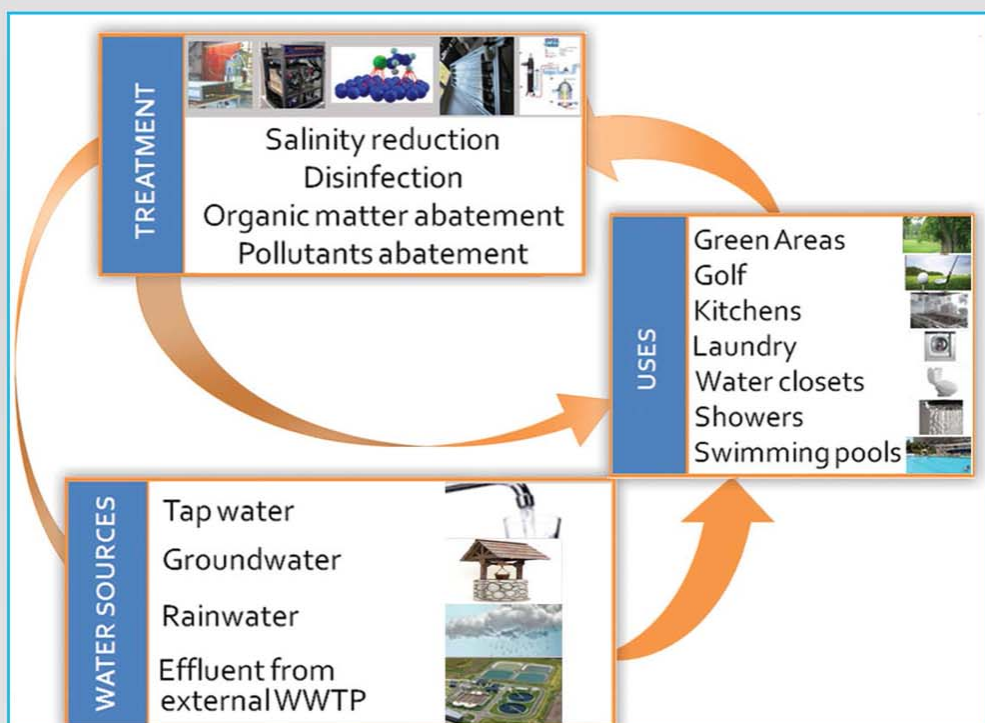 TREATMENT
Salinity reduction
Disinfection
Organic matter abatement
Pollutants abatement
USES
Green Areas
Golf
Kitchens
Laundry
Water closets
Showers
Swimming pools
WATER SOURCES
Tap water
Groundwater
Rainwater
Effluent from
external WWTP